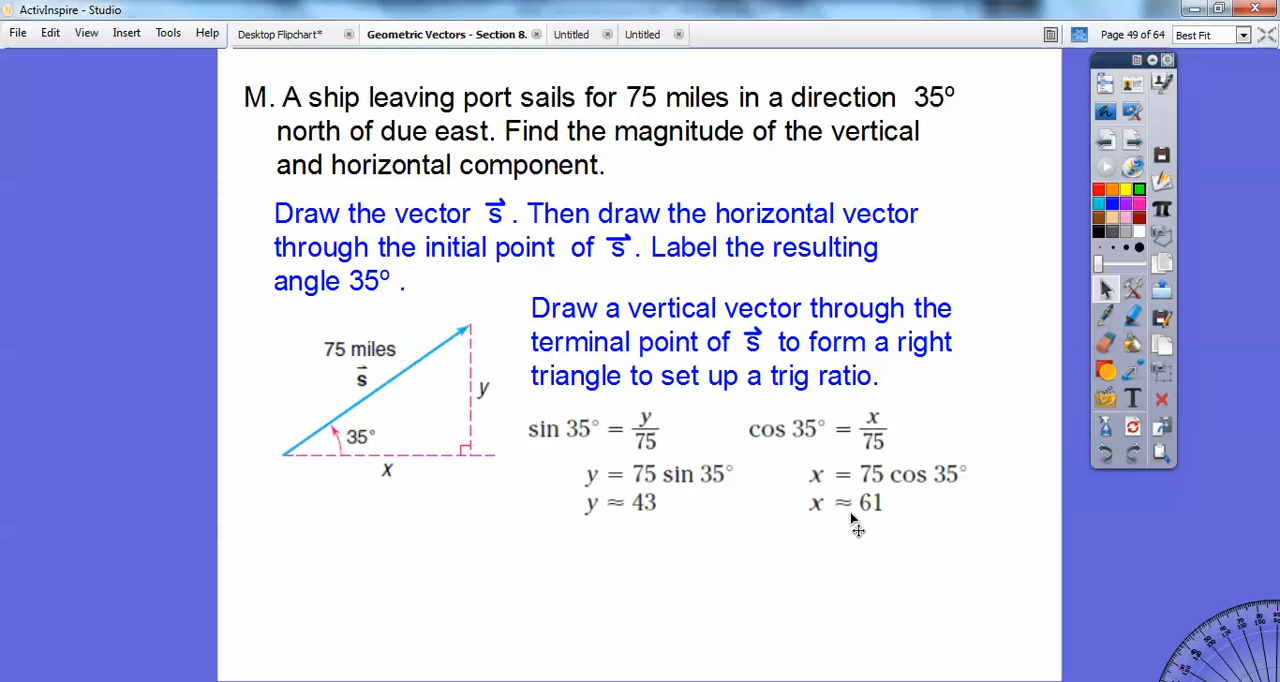 ActivInspire - Studio
File Edit View Insert Tools Help
Desktop Flipchart* Geometric Vectors - Section 8. Untitled Untitled
Page 49 of 64 Best Fit
M. A ship leaving port sails for 75 miles in a direction 35º
north of due east. Find the magnitude of the vertical
and horizontal component.
Draw the vector s⃗ . Then draw the horizontal vector
through the initial point of s⃗ . Label the resulting
angle 35º .
Draw a vertical vector through the
terminal point of s⃗ to form a right
triangle to set up a trig ratio.
75 miles
s⃗
y
35°
x
sin 35° = y/75
y = 75 sin 35°
y ≈ 43
cos 35° = x/75
x = 75 cos 35°
x ≈ 61